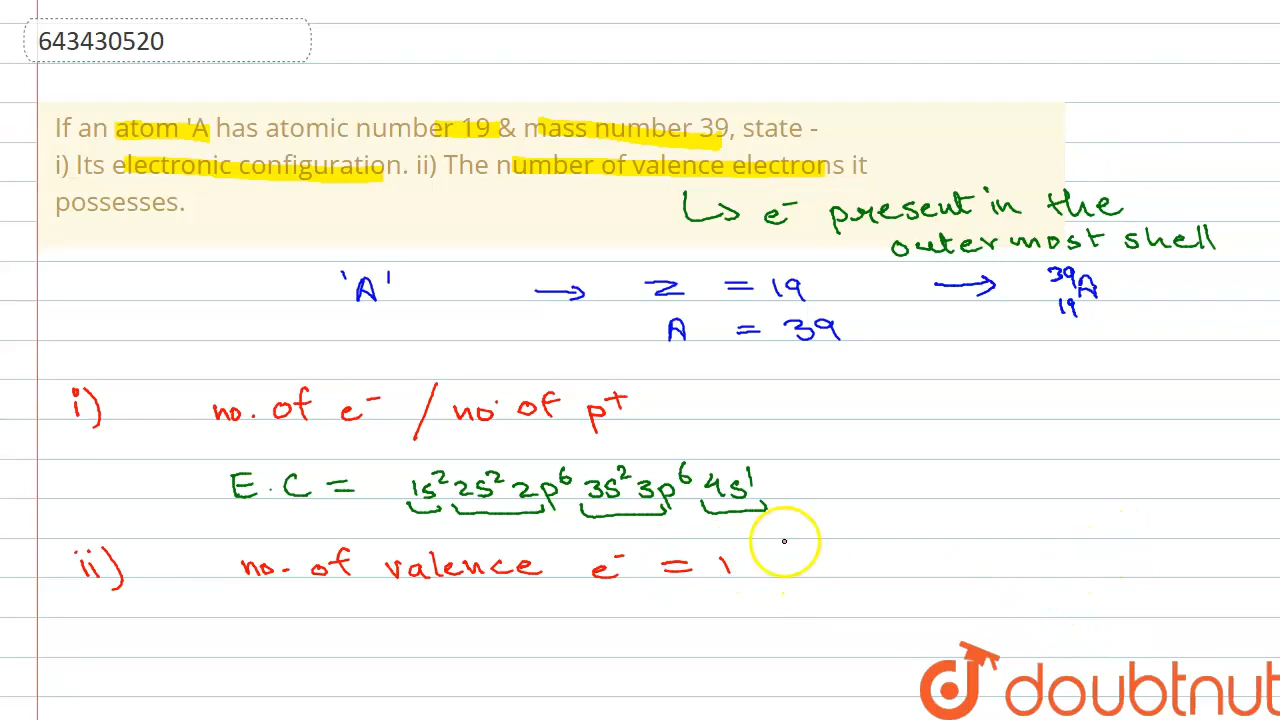 643430520
If an atom 'A has atomic number 19 & mass number 39, state -
i) Its electronic configuration. ii) The number of valence electrons it
possesses.
↳ e⁻ present in the
outermost shell
'A' → Z = 19 → ³⁹₁₉A
A = 39
i) no. of e⁻ / no. of p⁺
E.C = 1s² 2s² 2p⁶ 3s² 3p⁶ 4s¹
ii) no. of valence e⁻ = 1
doubtnut